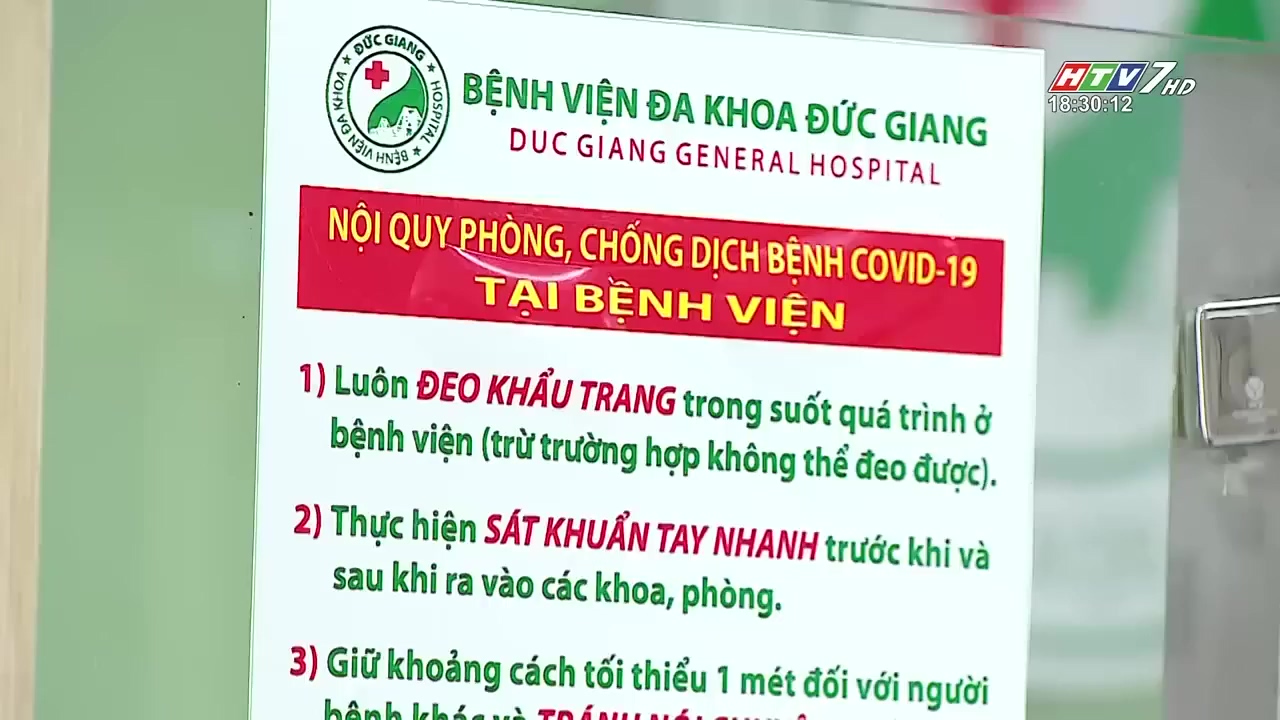 ĐỨC GIANG HOSPITAL
BỆNH VIỆN ĐA KHOA
BỆNH VIỆN ĐA KHOA ĐỨC GIANG
DUC GIANG GENERAL HOSPITAL
HTV7 HD
18:30:12
NỘI QUY PHÒNG, CHỐNG DỊCH BỆNH COVID-19
TẠI BỆNH VIỆN
1) Luôn ĐEO KHẨU TRANG trong suốt quá trình ở
bệnh viện (trừ trường hợp không thể đeo được).
2) Thực hiện SÁT KHUẨN TAY NHANH trước khi và
sau khi ra vào các khoa, phòng.
3) Giữ khoảng cách tối thiểu 1 mét đối với người
bệnh khác và TRÁNH NÓI